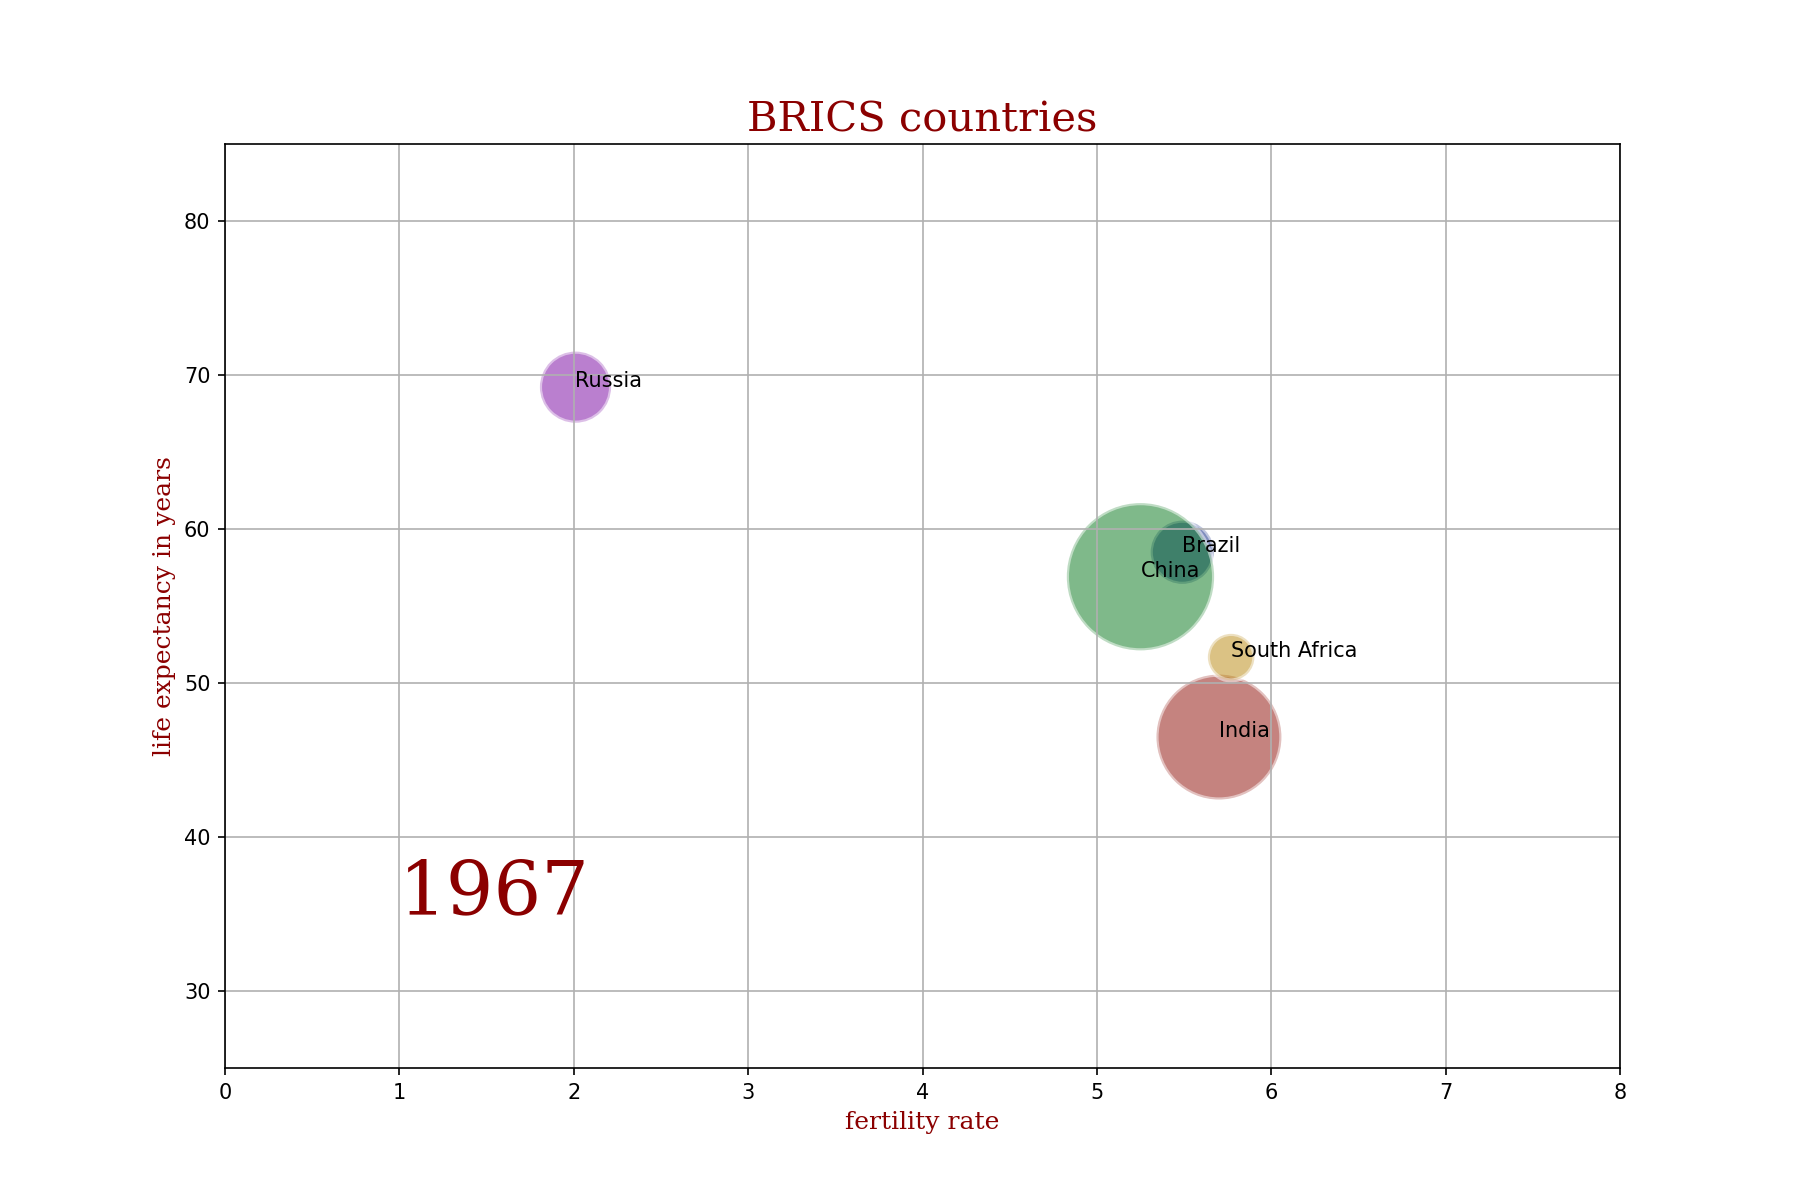 BRICS countries
80
70
60
50
40
30
life expectancy in years
Russia
Brazil
China
South Africa
India
1967
0 1 2 3 4 5 6 7 8
fertility rate